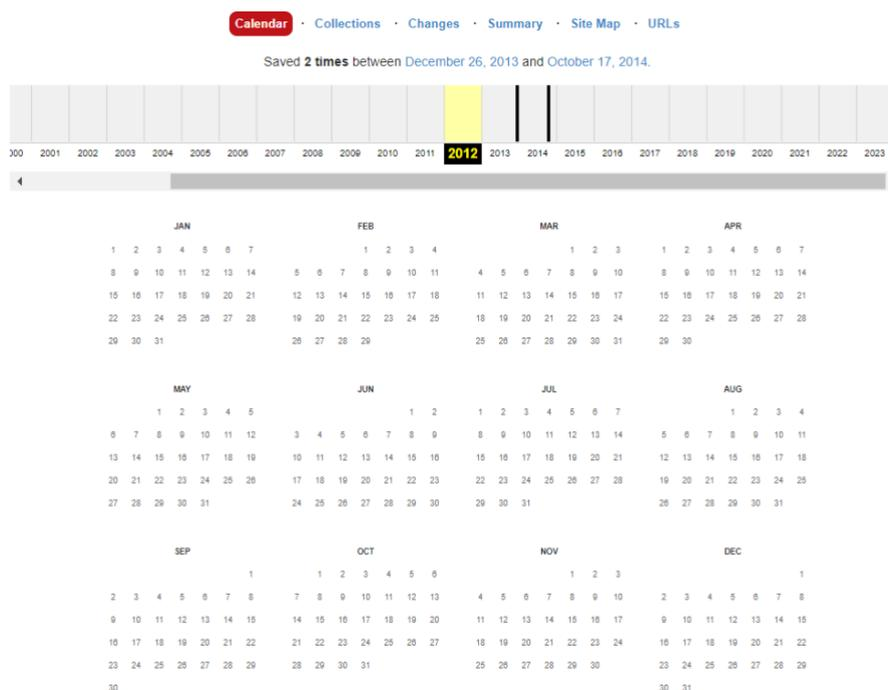 Calendar · Collections · Changes · Summary · Site Map · URLs
Saved 2 times between December 26, 2013 and October 17, 2014.
2001 2002 2003 2004 2005 2006 2007 2008 2009 2010 2011 2012 2013 2014 2015 2016 2017 2018 2019 2020 2021 2022 2023
JAN FEB MAR APR
1 2 3 4 5 6 7 1 2 3 4 1 2 3 1 2 3 4 5 6 7
8 9 10 11 12 13 14 5 6 7 8 9 10 11 4 5 6 7 8 9 10 8 9 10 11 12 13 14
15 16 17 18 19 20 21 12 13 14 15 16 17 18 11 12 13 14 15 16 17 15 16 17 18 19 20 21
22 23 24 25 26 27 28 19 20 21 22 23 24 25 18 19 20 21 22 23 24 22 23 24 25 26 27 28
29 30 31 26 27 28 29 25 26 27 28 29 30 31 29 30
MAY JUN JUL AUG
1 2 3 4 5 1 2 1 2 3 4 5 6 7 1 2 3 4
6 7 8 9 10 11 12 3 4 5 6 7 8 9 8 9 10 11 12 13 14 5 6 7 8 9 10 11
13 14 15 16 17 18 19 10 11 12 13 14 15 16 15 16 17 18 19 20 21 12 13 14 15 16 17 18
20 21 22 23 24 25 26 17 18 19 20 21 22 23 22 23 24 25 26 27 28 19 20 21 22 23 24 25
27 28 29 30 31 24 25 26 27 28 29 30 29 30 31 26 27 28 29 30 31
SEP OCT NOV DEC
1 1 2 3 4 5 6 1 2 3 1
2 3 4 5 6 7 8 7 8 9 10 11 12 13 4 5 6 7 8 9 10 2 3 4 5 6 7 8
9 10 11 12 13 14 15 14 15 16 17 18 19 20 11 12 13 14 15 16 17 9 10 11 12 13 14 15
16 17 18 19 20 21 22 21 22 23 24 25 26 27 18 19 20 21 22 23 24 16 17 18 19 20 21 22
23 24 25 26 27 28 29 28 29 30 31 25 26 27 28 29 30 23 24 25 26 27 28 29
30 30 31